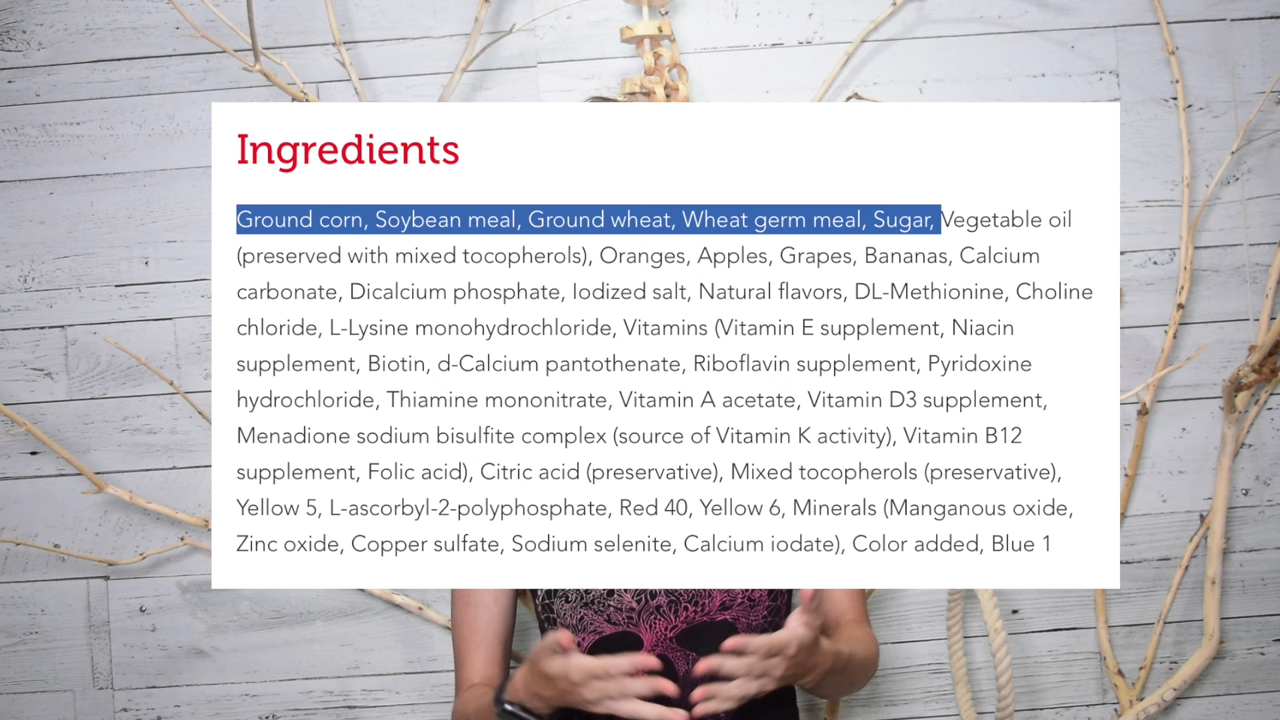 Ingredients
Ground corn, Soybean meal, Ground wheat, Wheat germ meal, Sugar, Vegetable oil
(preserved with mixed tocopherols), Oranges, Apples, Grapes, Bananas, Calcium
carbonate, Dicalcium phosphate, Iodized salt, Natural flavors, DL-Methionine, Choline
chloride, L-Lysine monohydrochloride, Vitamins (Vitamin E supplement, Niacin
supplement, Biotin, d-Calcium pantothenate, Riboflavin supplement, Pyridoxine
hydrochloride, Thiamine mononitrate, Vitamin A acetate, Vitamin D3 supplement,
Menadione sodium bisulfite complex (source of Vitamin K activity), Vitamin B12
supplement, Folic acid), Citric acid (preservative), Mixed tocopherols (preservative),
Yellow 5, L-ascorbyl-2-polyphosphate, Red 40, Yellow 6, Minerals (Manganous oxide,
Zinc oxide, Copper sulfate, Sodium selenite, Calcium iodate), Color added, Blue 1